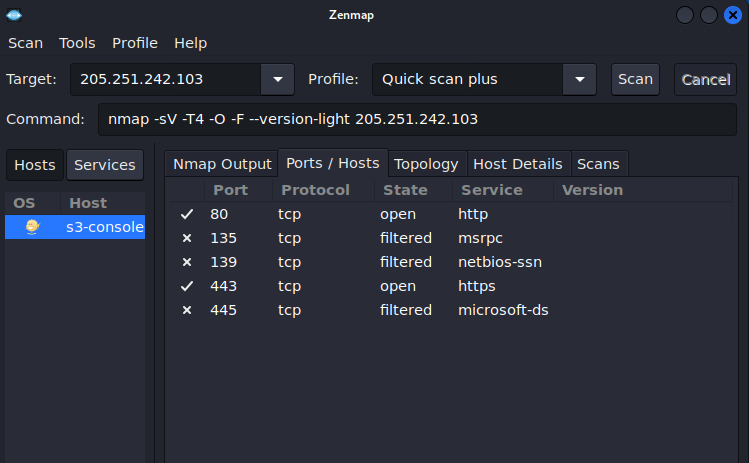 Zenmap
Scan Tools Profile Help
Target: 205.251.242.103 Profile: Quick scan plus Scan Cancel
Command: nmap -sV -T4 -O -F --version-light 205.251.242.103
Hosts Services Nmap Output Ports / Hosts Topology Host Details Scans
OS Host Port Protocol State Service Version
s3-console
80 tcp open http
135 tcp filtered msrpc
139 tcp filtered netbios-ssn
443 tcp open https
445 tcp filtered microsoft-ds